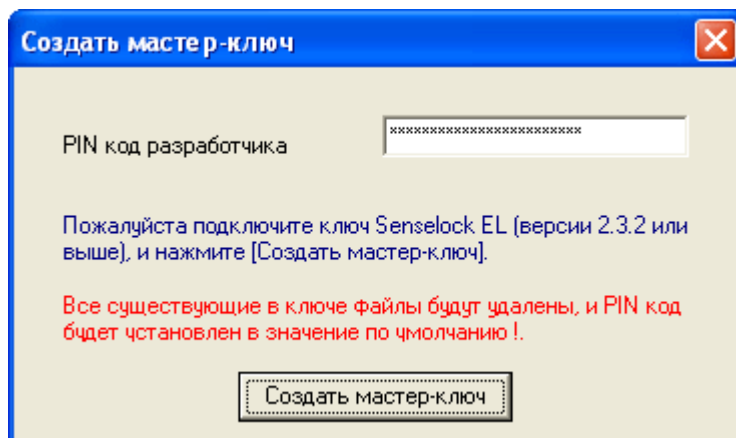 Создать мастер-ключ
PIN код разработчика
************************
Пожалуйста подключите ключ Senselock EL (версии 2.3.2 или
выше), и нажмите [Создать мастер-ключ].
Все существующие в ключе файлы будут удалены, и PIN код
будет установлен в значение по умолчанию !.
Создать мастер-ключ